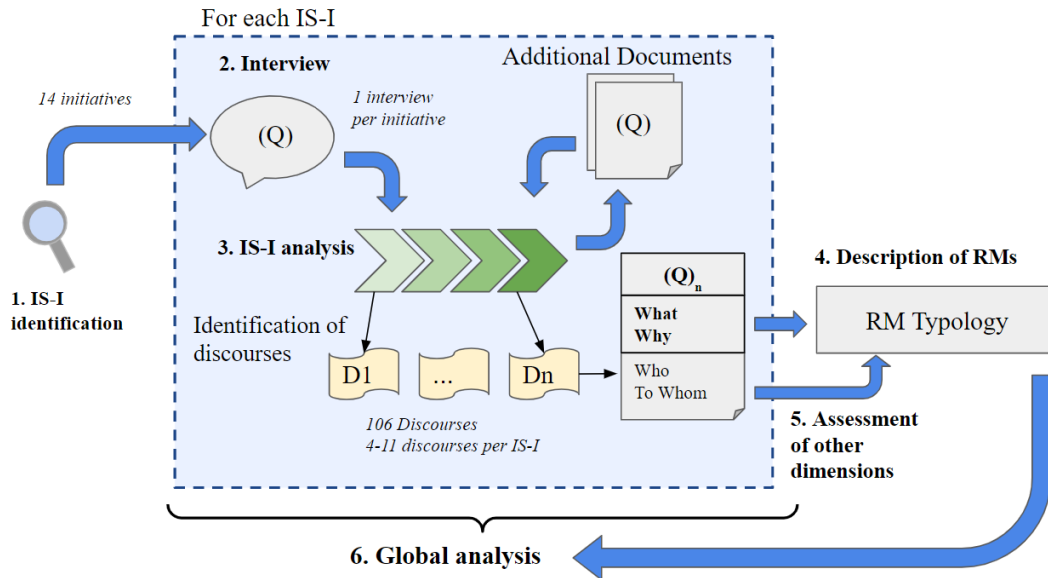 For each IS-I
14 initiatives
2. Interview
(Q)
1 interview
per initiative
Additional Documents
(Q)
1. IS-I
identification
3. IS-I analysis
Identification of
discourses
D1
...
Dn
106 Discourses
4-11 discourses per IS-I
(Q)n
What
Why
Who
To Whom
4. Description of RMs
RM Typology
5. Assessment
of other
dimensions
6. Global analysis